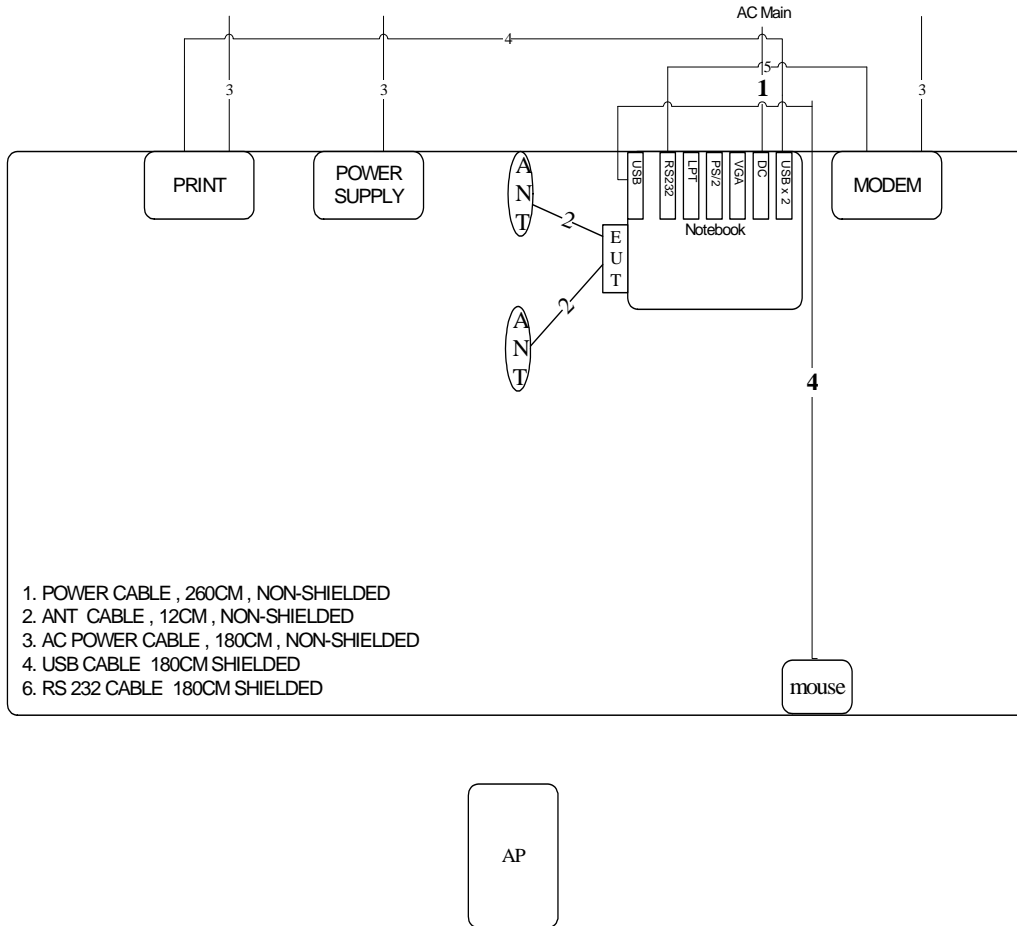 AC Main
4
5
3
3
1
3
PRINT
POWER
SUPPLY
ANT
USB
RS232
LPT
PS/2
VGA
DC
USB x 2
MODEM
Notebook
2
EUT
2
ANT
4
1. POWER CABLE , 260CM , NON-SHIELDED
2. ANT CABLE , 12CM , NON-SHIELDED
3. AC POWER CABLE , 180CM , NON-SHIELDED
4. USB CABLE 180CM SHIELDED
6. RS 232 CABLE 180CM SHIELDED
mouse
AP